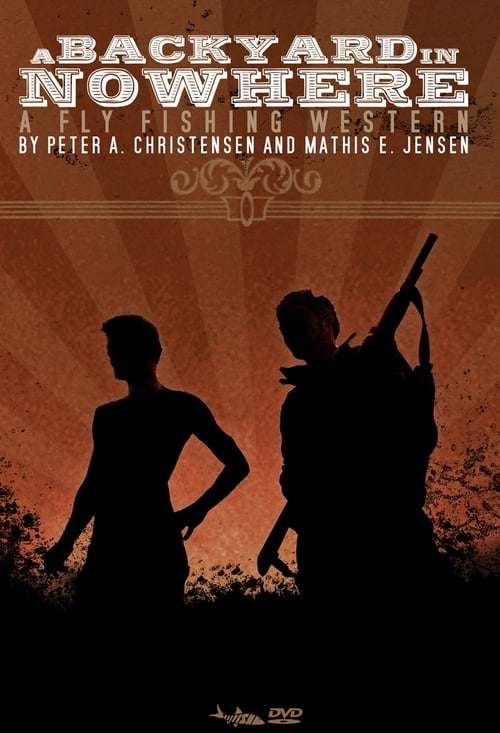 A BACKYARD IN
NOWHERE
A FLY FISHING WESTERN
BY PETER A. CHRISTENSEN AND MATHIS E. JENSEN
DVD